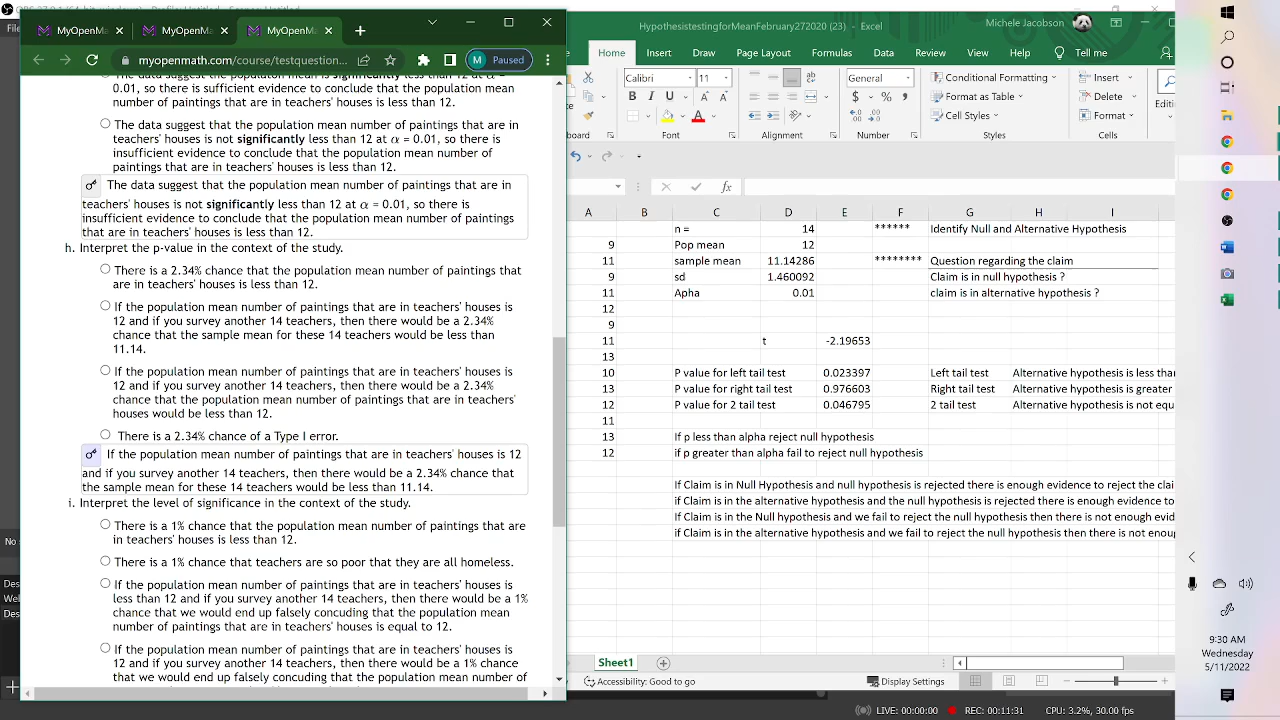 MyOpenMa
MyOpenMa
MyOpenMa
myopenmath.com/course/testquestion...
M Paused
0.01, so there is sufficient evidence to conclude that the population mean
number of paintings that are in teachers' houses is less than 12.
The data suggest that the population mean number of paintings that are in
teachers' houses is not significantly less than 12 at α = 0.01, so there is
insufficient evidence to conclude that the population mean number of
paintings that are in teachers' houses is less than 12.
The data suggest that the population mean number of paintings that are in
teachers' houses is not significantly less than 12 at α = 0.01, so there is
insufficient evidence to conclude that the population mean number of paintings
that are in teachers' houses is less than 12.
h. Interpret the p-value in the context of the study.
There is a 2.34% chance that the population mean number of paintings that
are in teachers' houses is less than 12.
If the population mean number of paintings that are in teachers' houses is
12 and if you survey another 14 teachers, then there would be a 2.34%
chance that the sample mean for these 14 teachers would be less than
11.14.
If the population mean number of paintings that are in teachers' houses is
12 and if you survey another 14 teachers, then there would be a 2.34%
chance that the population mean number of paintings that are in teachers'
houses would be less than 12.
There is a 2.34% chance of a Type I error.
If the population mean number of paintings that are in teachers' houses is 12
and if you survey another 14 teachers, then there would be a 2.34% chance that
the sample mean for these 14 teachers would be less than 11.14.
i. Interpret the level of significance in the context of the study.
There is a 1% chance that the population mean number of paintings that are
in teachers' houses is less than 12.
There is a 1% chance that teachers are so poor that they are all homeless.
If the population mean number of paintings that are in teachers' houses is
less than 12 and if you survey another 14 teachers, then there would be a 1%
chance that we would end up falsely concuding that the population mean
number of paintings that are in teachers' houses is equal to 12.
If the population mean number of paintings that are in teachers' houses is
12 and if you survey another 14 teachers, then there would be a 1% chance
that we would end up falsely concuding that the population mean number of
HypothesistestingforMeanFebruary272020 (23) - Excel
Michele Jacobson
Home Insert Draw Page Layout Formulas Data Review View Help Tell me
Calibri 11 General Conditional Formatting Insert
B I U $ % , Format as Table Delete
Cell Styles Format Editi
board Font Alignment Number Styles Cells
fx
A B C D E F G H I
n = 14 ****** Identify Null and Alternative Hypothesis
9 Pop mean 12
11 sample mean 11.14286 ******** Question regarding the claim
9 sd 1.460092 Claim is in null hypothesis ?
11 Apha 0.01 claim is in alternative hypothesis ?
12
9
11 t -2.19653
13
10 P value for left tail test 0.023397 Left tail test Alternative hypothesis is less than
13 P value for right tail test 0.976603 Right tail test Alternative hypothesis is greater
12 P value for 2 tail test 0.046795 2 tail test Alternative hypothesis is not equ
11
13 If p less than alpha reject null hypothesis
12 if p greater than alpha fail to reject null hypothesis
If Claim is in Null Hypothesis and null hypothesis is rejected there is enough evidence to reject the clai
if Claim is in the alternative hypothesis and the null hypothesis is rejected there is enough evidence to
If Claim is in the Null hypothesis and we fail to reject the null hypothesis then there is not enough evid
if Claim is in the alternative hypothesis and we fail to reject the null hypothesis then there is not enoug
Sheet1
Accessibility: Good to go Display Settings
LIVE: 00:00:00 REC: 00:11:31 CPU: 3.2%, 30.00 fps
9:30 AM
Wednesday
5/11/2022